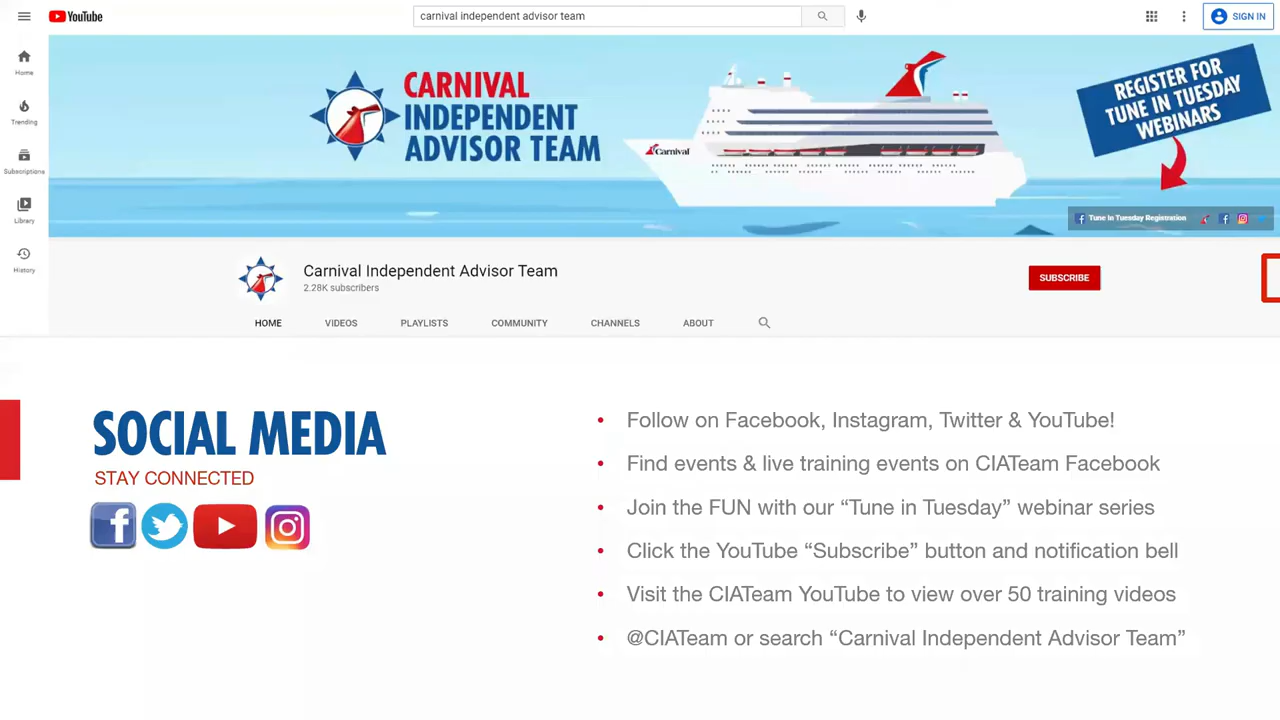 YouTube
carnival independent advisor team
SIGN IN
Home
Trending
Subscriptions
Library
History
CARNIVAL
INDEPENDENT
ADVISOR TEAM
Carnival
REGISTER FOR
TUNE IN TUESDAY
WEBINARS
Tune In Tuesday Registration
Carnival Independent Advisor Team
2.28K subscribers
SUBSCRIBE
HOME VIDEOS PLAYLISTS COMMUNITY CHANNELS ABOUT
SOCIAL MEDIA
STAY CONNECTED
• Follow on Facebook, Instagram, Twitter & YouTube!
• Find events & live training events on CIATeam Facebook
• Join the FUN with our “Tune in Tuesday” webinar series
• Click the YouTube “Subscribe” button and notification bell
• Visit the CIATeam YouTube to view over 50 training videos
• @CIATeam or search “Carnival Independent Advisor Team”